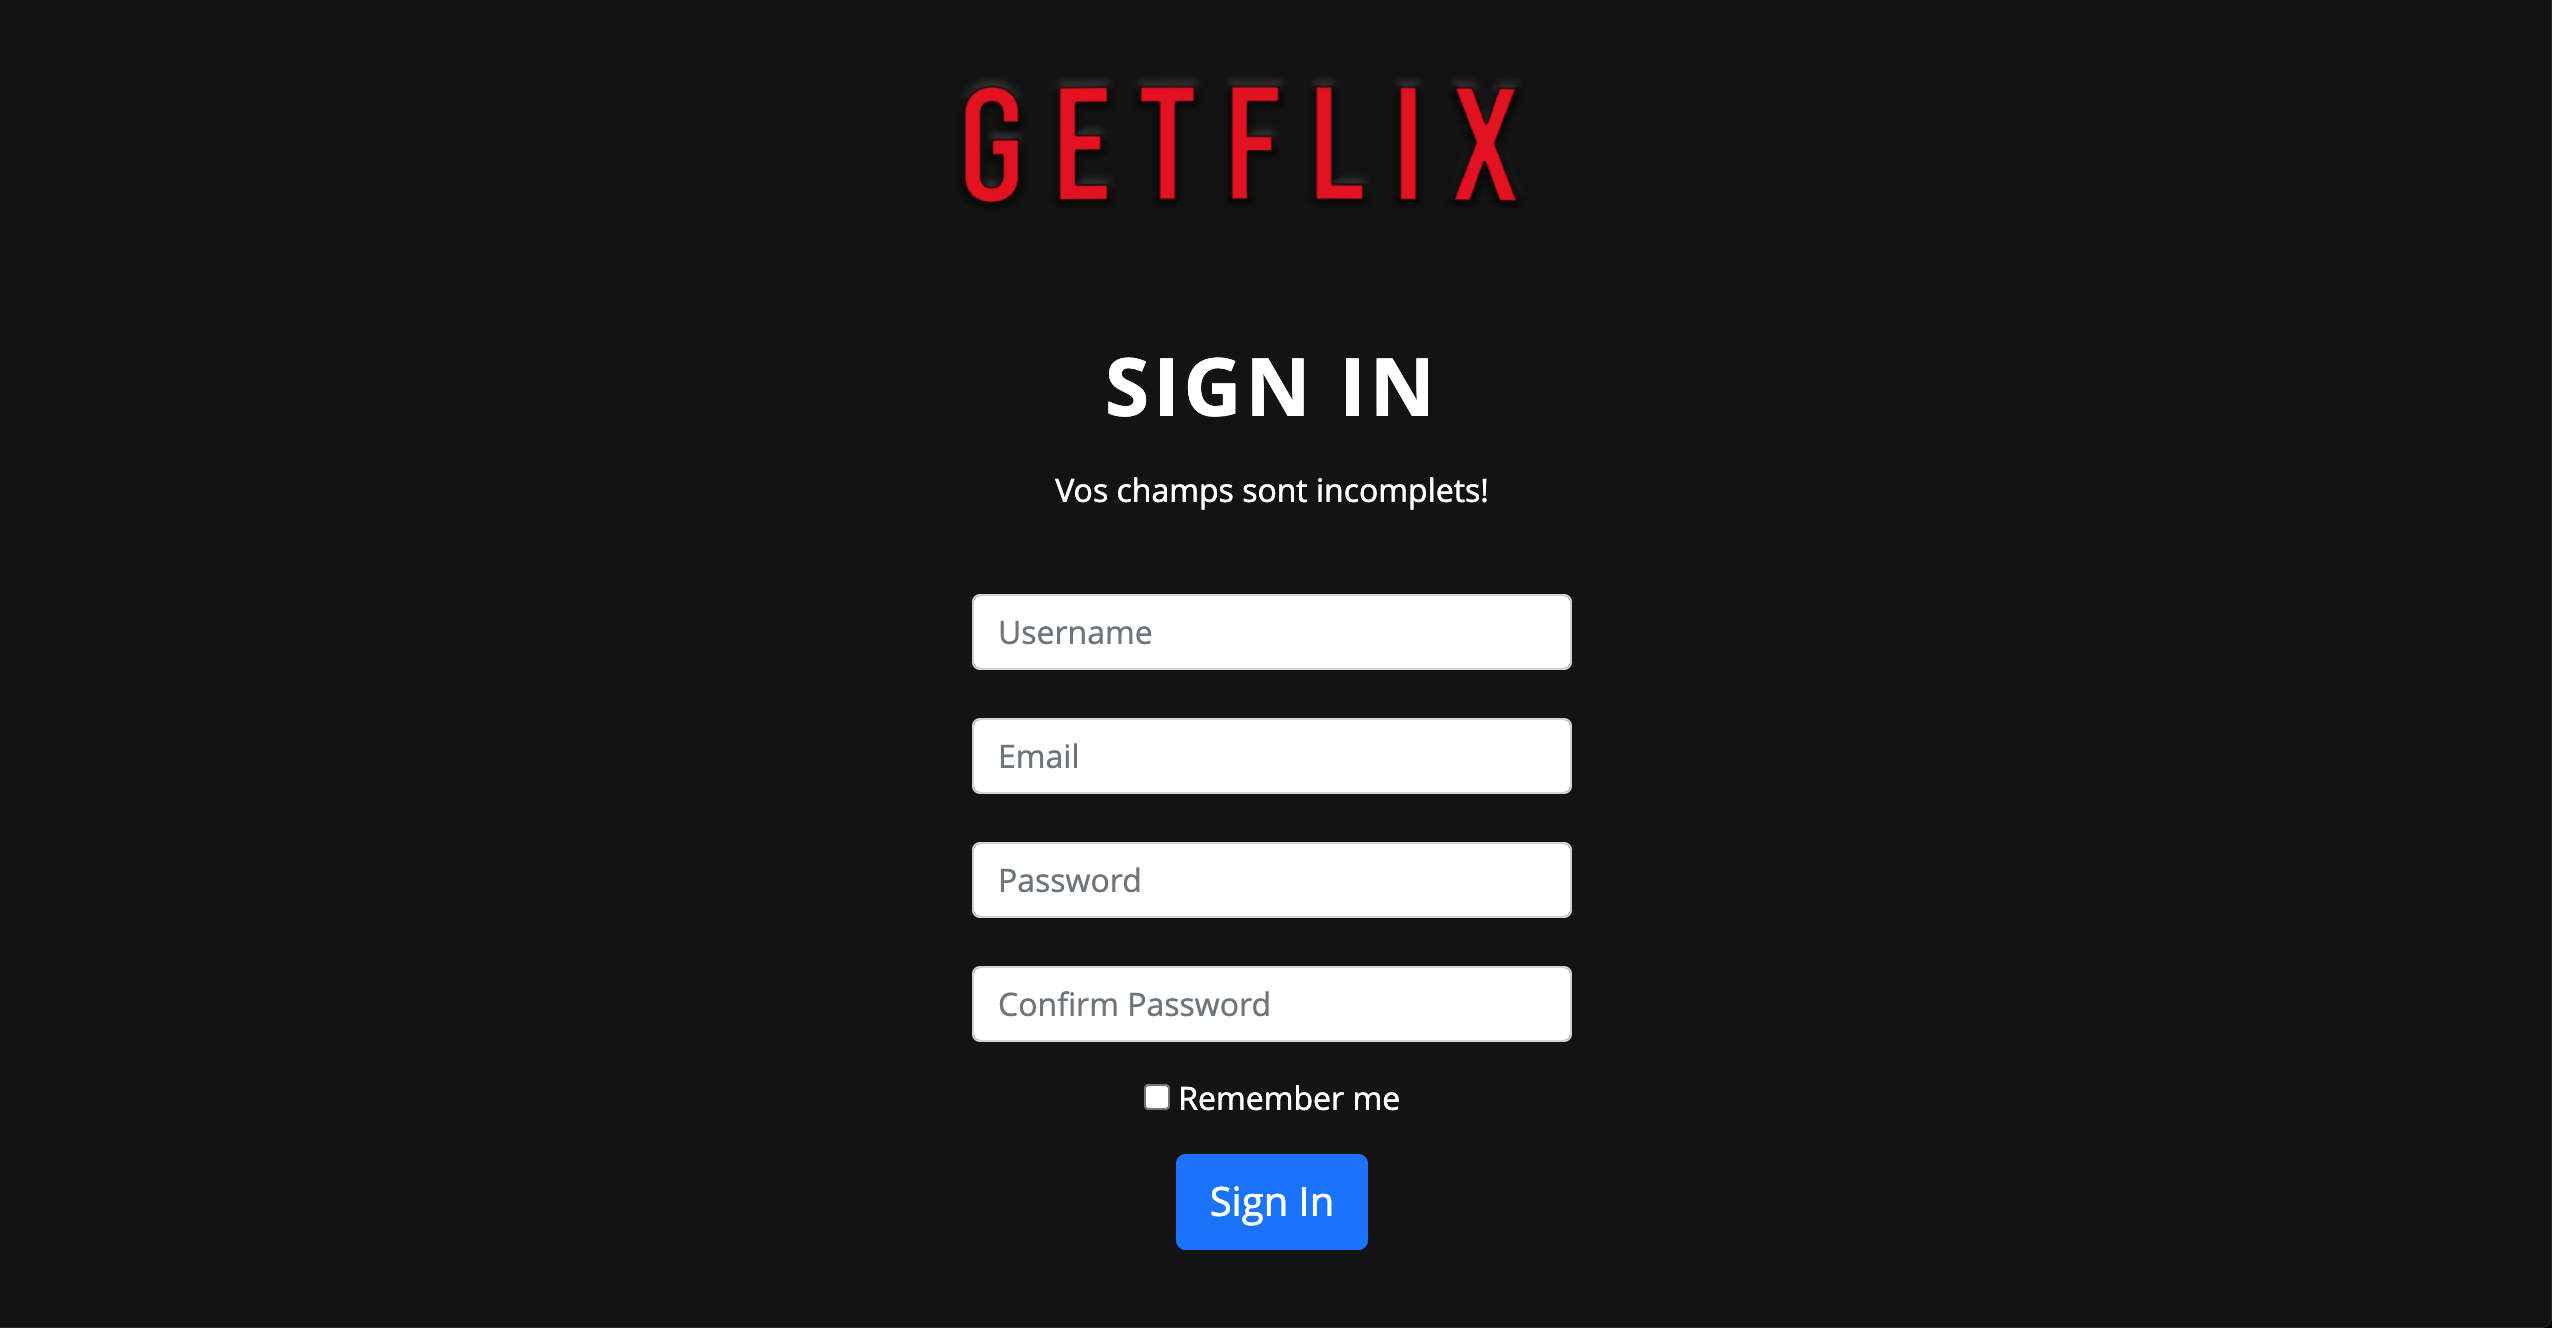 GETFLIX
SIGN IN
Vos champs sont incomplets!
Username
Email
Password
Confirm Password
Remember me
Sign In